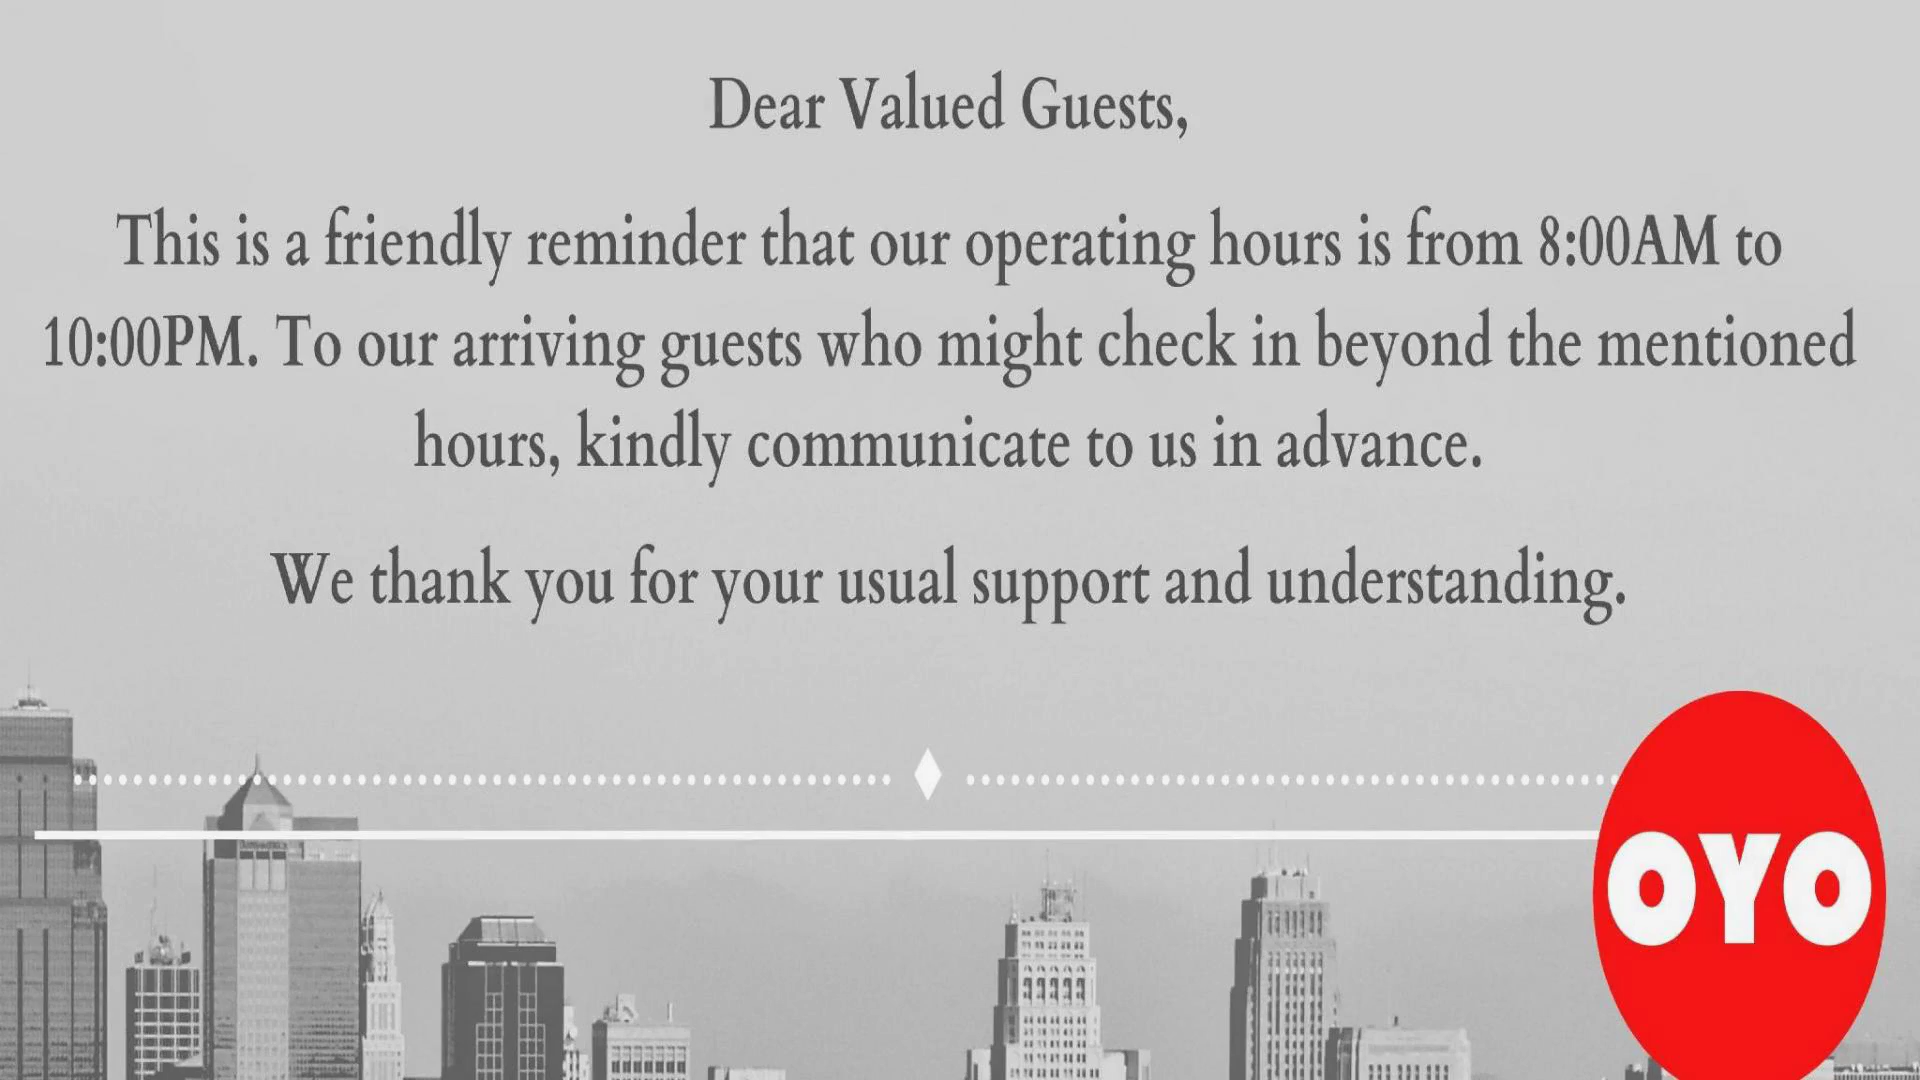 Dear Valued Guests,
This is a friendly reminder that our operating hours is from 8:00AM to
10:00PM. To our arriving guests who might check in beyond the mentioned
hours, kindly communicate to us in advance.
We thank you for your usual support and understanding.
OYO